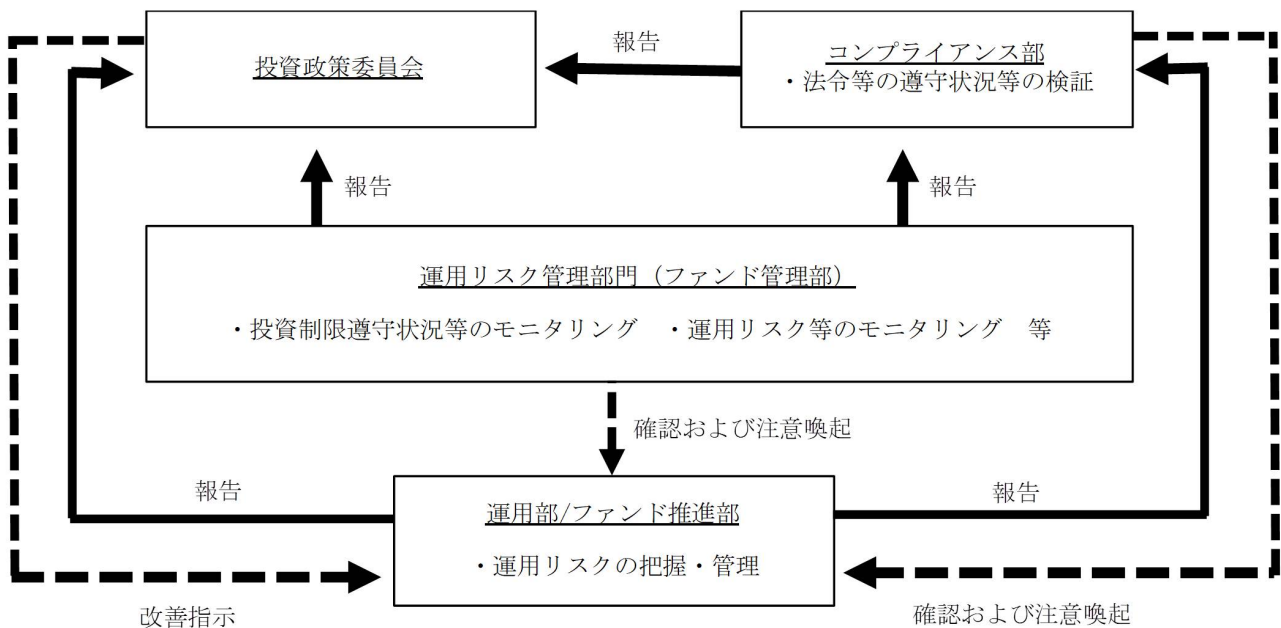 報告
投資政策委員会
コンプライアンス部
・法令等の遵守状況等の検証
報告
報告
運用リスク管理部門（ファンド管理部）
・投資制限遵守状況等のモニタリング　・運用リスク等のモニタリング　等
確認および注意喚起
報告
報告
運用部/ファンド推進部
・運用リスクの把握・管理
改善指示
確認および注意喚起